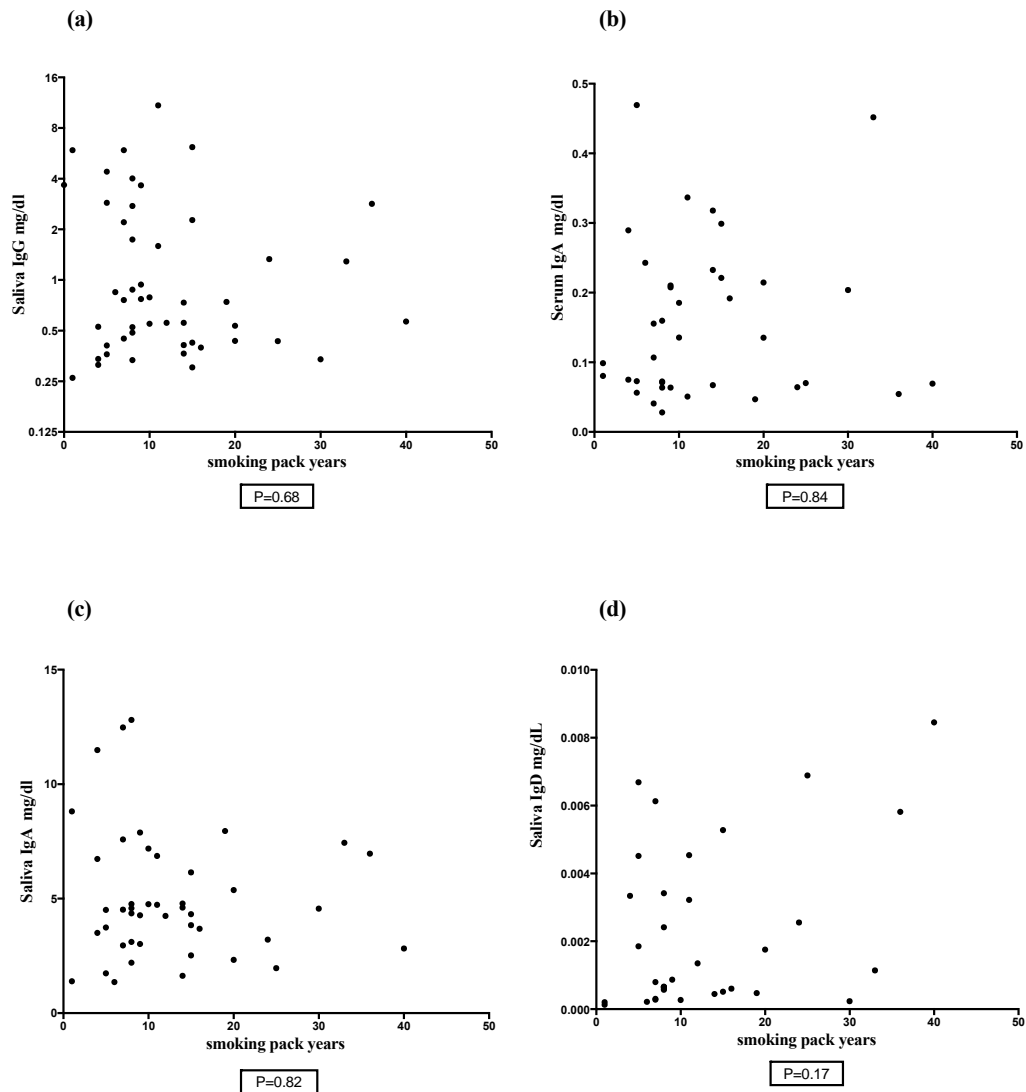 (a)
16
8
4
2
1
0.5
0.25
0.125
Saliva IgG mg/dl
0 10 20 30 40 50
smoking pack years
P=0.68
(b)
0.5
0.4
0.3
0.2
0.1
0.0
Serum IgA mg/dl
0 10 20 30 40 50
smoking pack years
P=0.84
(c)
15
10
5
0
Saliva IgA mg/dl
0 10 20 30 40 50
smoking pack years
P=0.82
(d)
0.010
0.008
0.006
0.004
0.002
0.000
Saliva IgD mg/dL
0 10 20 30 40 50
smoking pack years
P=0.17